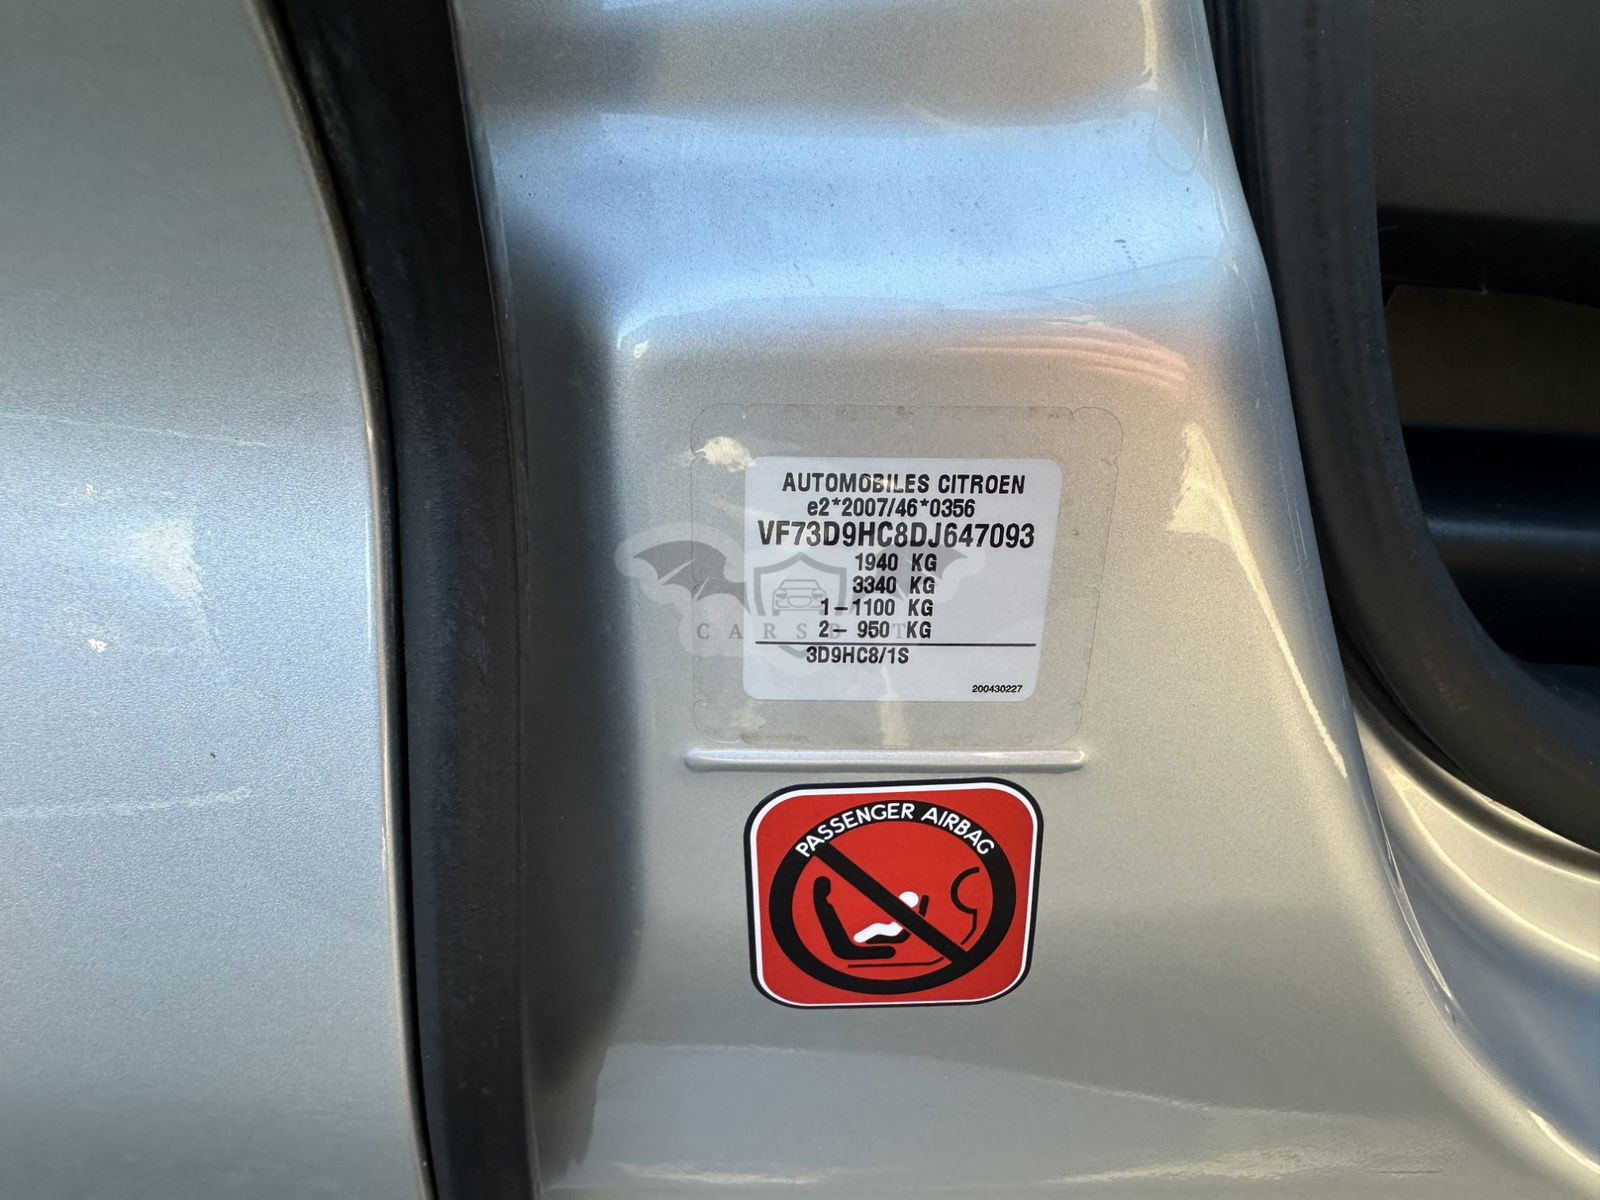 AUTOMOBILES CITROEN
e2*2007/46*0356
VF73D9HC8DJ647093
1940 KG
3340 KG
1-1100 KG
2- 950 KG
CARSBAT
3D9HC8/1S
200430227
PASSENGER AIRBAG